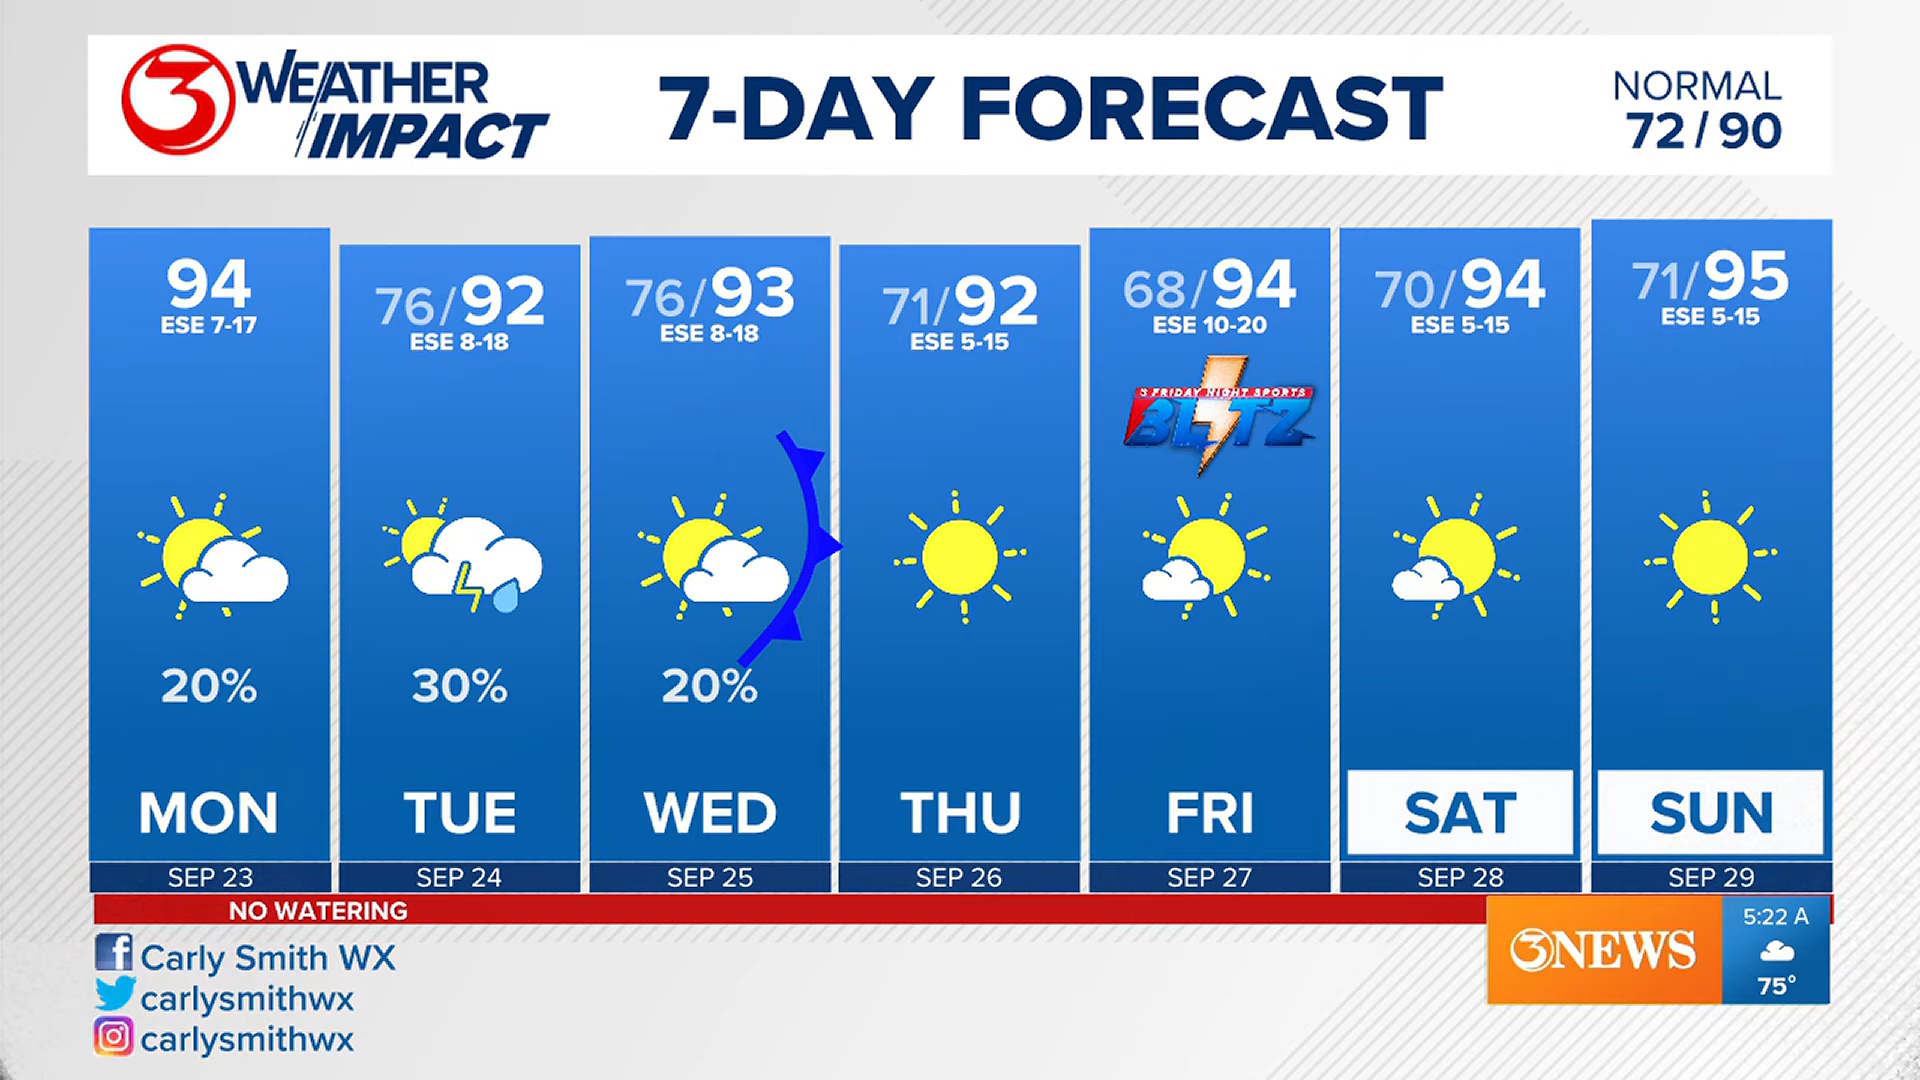 3 WEATHER
IMPACT
7-DAY FORECAST
NORMAL
72 / 90
94
ESE 7-17
20%
MON
SEP 23
76/92
ESE 8-18
30%
TUE
SEP 24
76/93
ESE 8-18
20%
WED
SEP 25
71/92
ESE 5-15
THU
SEP 26
68/94
ESE 10-20
3 FRIDAY NIGHT SPORTS
BLITZ
FRI
SEP 27
70/94
ESE 5-15
SAT
SEP 28
71/95
ESE 5-15
SUN
SEP 29
NO WATERING
f Carly Smith WX
carlysmithwx
carlysmithwx
3NEWS
5:22 A
75°